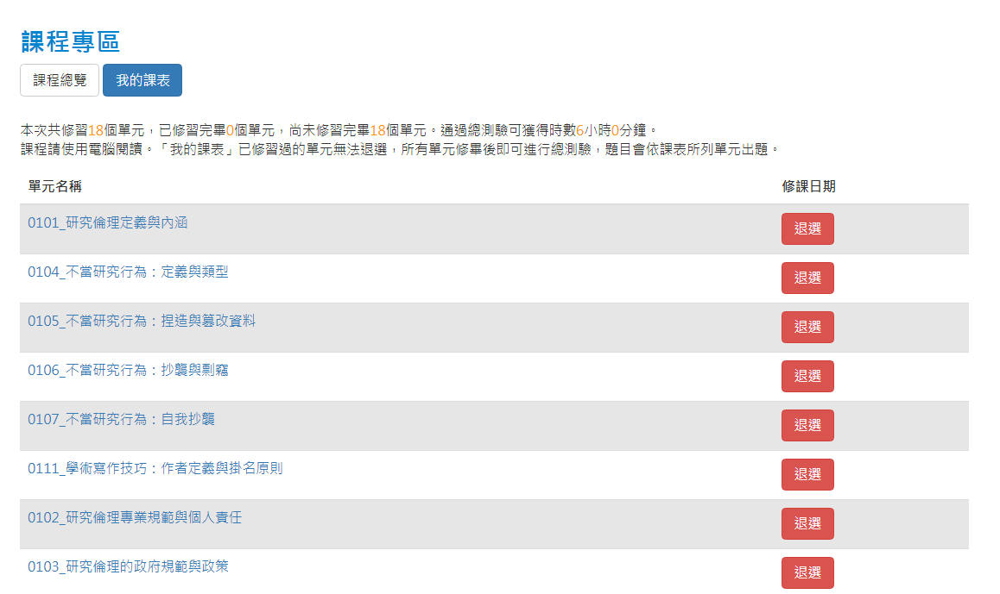 課程專區
課程總覽 我的課表
本次共修習18個單元，已修習完畢0個單元，尚未修習完畢18個單元。通過總測驗可獲得時數6小時0分鐘。
課程請使用電腦閱讀。「我的課表」已修習過的單元無法退選，所有單元修畢後即可進行總測驗，題目會依課表所列單元出題。
單元名稱 修課日期
0101_研究倫理定義與內涵 退選
0104_不當研究行為：定義與類型 退選
0105_不當研究行為：捏造與篡改資料 退選
0106_不當研究行為：抄襲與剽竊 退選
0107_不當研究行為：自我抄襲 退選
0111_學術寫作技巧：作者定義與掛名原則 退選
0102_研究倫理專業規範與個人責任 退選
0103_研究倫理的政府規範與政策 退選